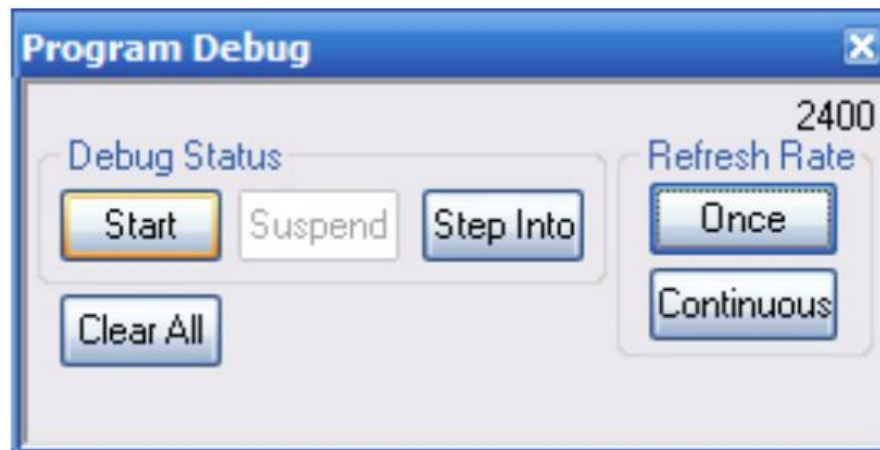 Program Debug
2400
Debug Status
Refresh Rate
Start Suspend Step Into
Once
Clear All
Continuous